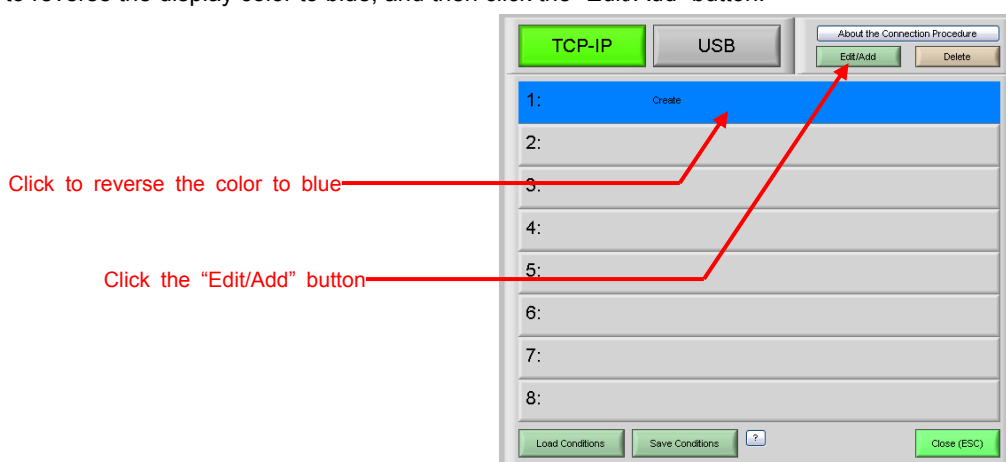 to reverse the display color to blue, and then click the “Edit/Add” button.
TCP-IP
USB
About the Connection Procedure
Edit/Add
Delete
1:
Create
2:
Click to reverse the color to blue
3:
4:
Click the “Edit/Add” button
5:
6:
7:
8:
Load Conditions
Save Conditions
?
Close (ESC)